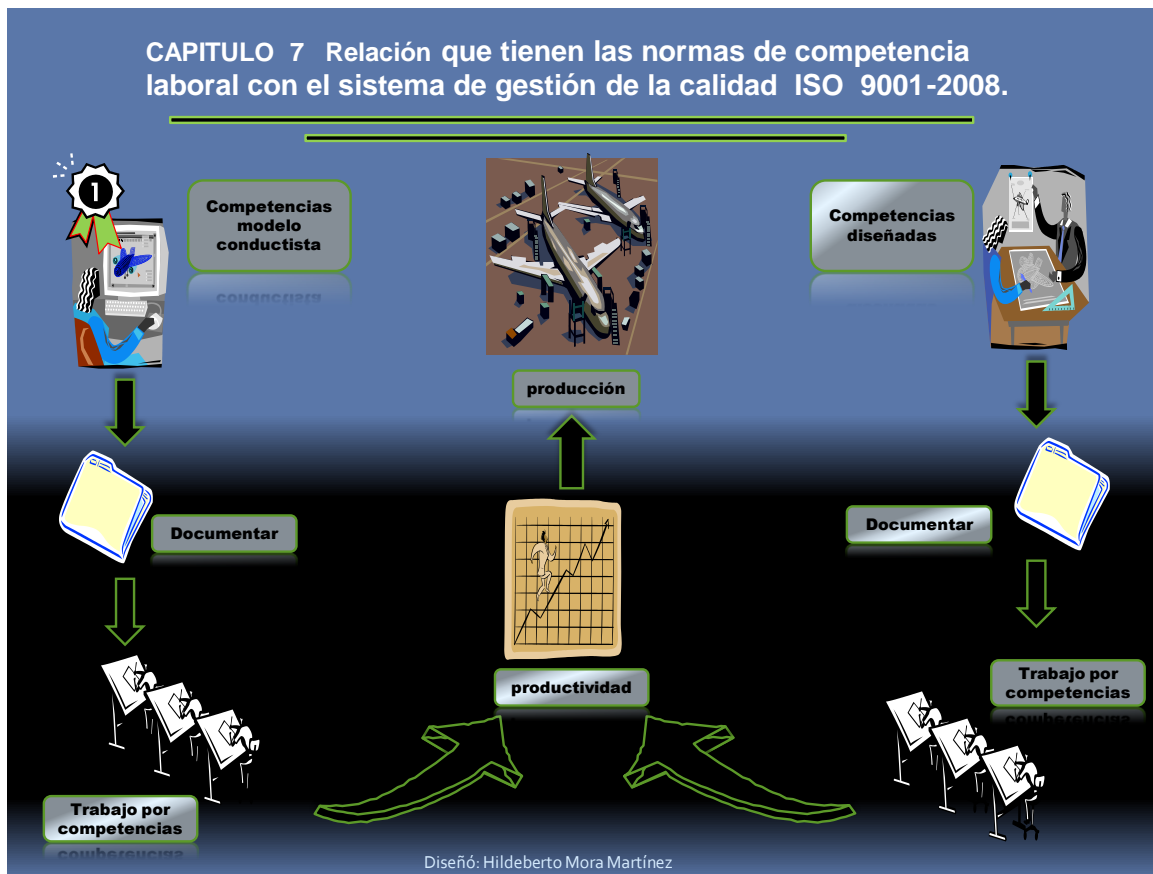 CAPITULO 7 Relación que tienen las normas de competencia
laboral con el sistema de gestión de la calidad ISO 9001-2008.
1
Competencias
modelo
conductista
Competencias
diseñadas
producción
Documentar
Documentar
productividad
Trabajo por
competencias
Trabajo por
competencias
Diseñó: Hildeberto Mora Martínez